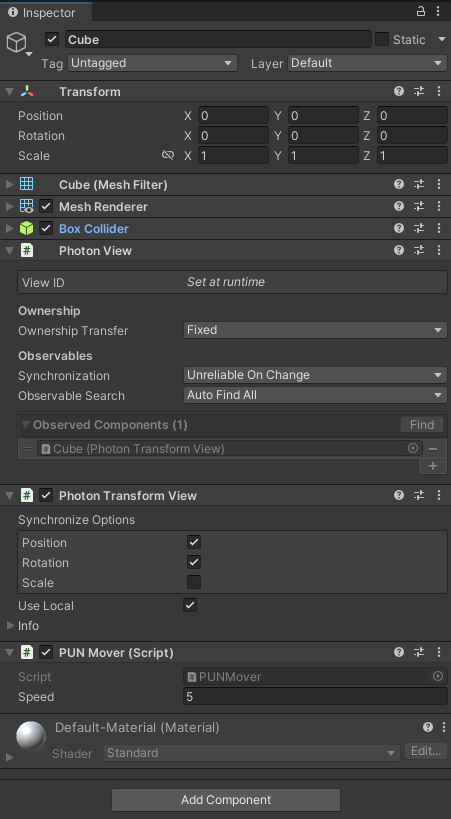 Inspector
Cube Static
Tag Untagged Layer Default
Transform
Position X 0 Y 0 Z 0
Rotation X 0 Y 0 Z 0
Scale X 1 Y 1 Z 1
Cube (Mesh Filter)
Mesh Renderer
Box Collider
Photon View
View ID Set at runtime
Ownership
Ownership Transfer Fixed
Observables
Synchronization Unreliable On Change
Observable Search Auto Find All
Observed Components (1) Find
Cube (Photon Transform View)
Photon Transform View
Synchronize Options
Position
Rotation
Scale
Use Local
Info
PUN Mover (Script)
Script PUNMover
Speed 5
Default-Material (Material)
Shader Standard Edit...
Add Component